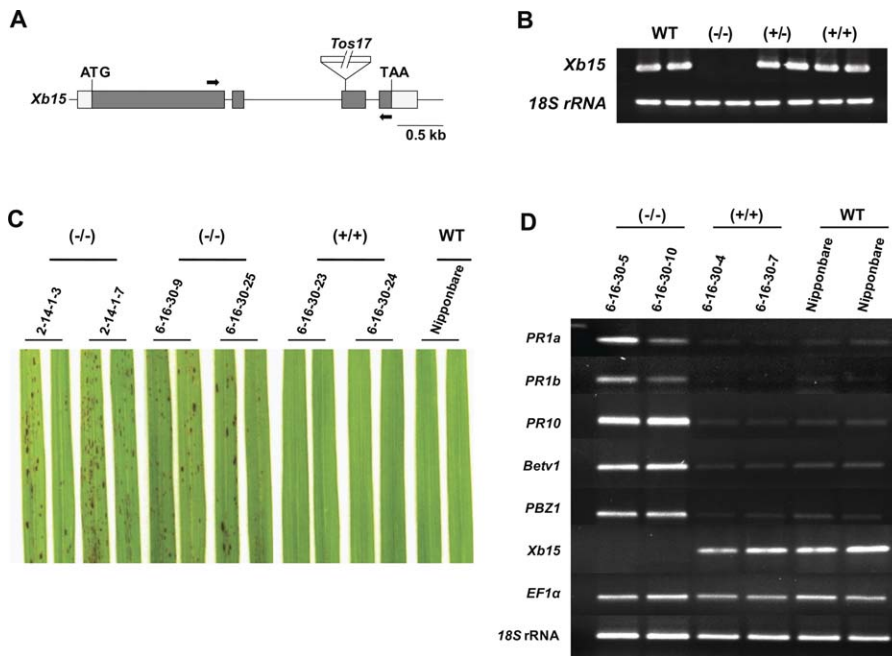 A
Tos17
ATG
TAA
Xb15
0.5 kb
B
WT (-/-) (+/-) (+/+)
Xb15
18S rRNA
C
(-/-) (-/-) (+/+) WT
2-14-1-3
2-14-1-7
6-16-30-9
6-16-30-25
6-16-30-23
6-16-30-24
Nipponbare
D
(-/-) (+/+) WT
6-16-30-5
6-16-30-10
6-16-30-4
6-16-30-7
Nipponbare
Nipponbare
PR1a
PR1b
PR10
Betv1
PBZ1
Xb15
EF1α
18S rRNA